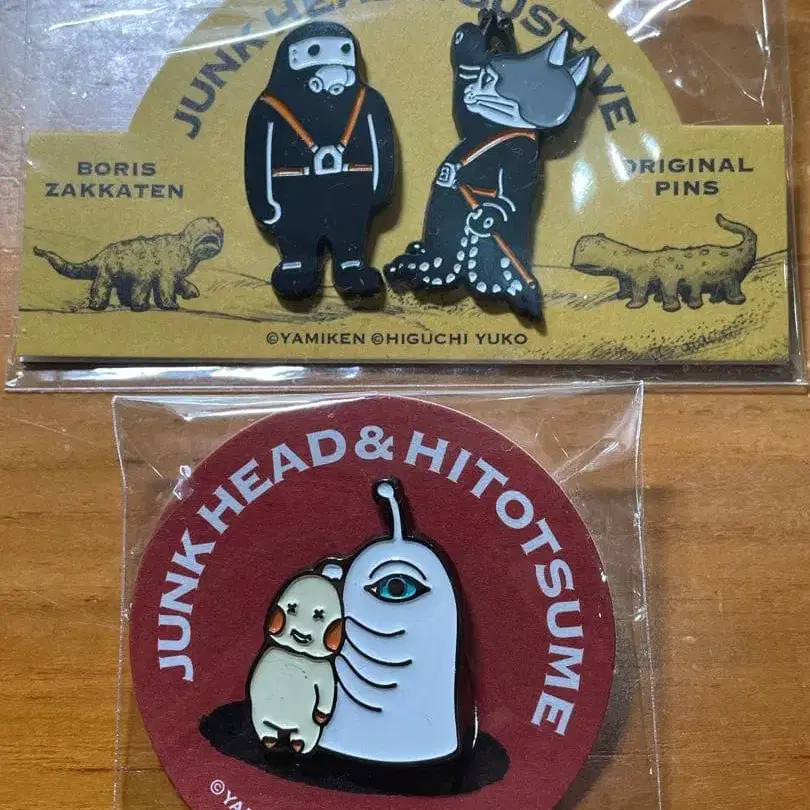 JUNK HEAD GUSTAVE
BORIS
ZAKKATEN
ORIGINAL
PINS
©YAMIKEN ©HIGUCHI YUKO
JUNK HEAD & HITOTSUME